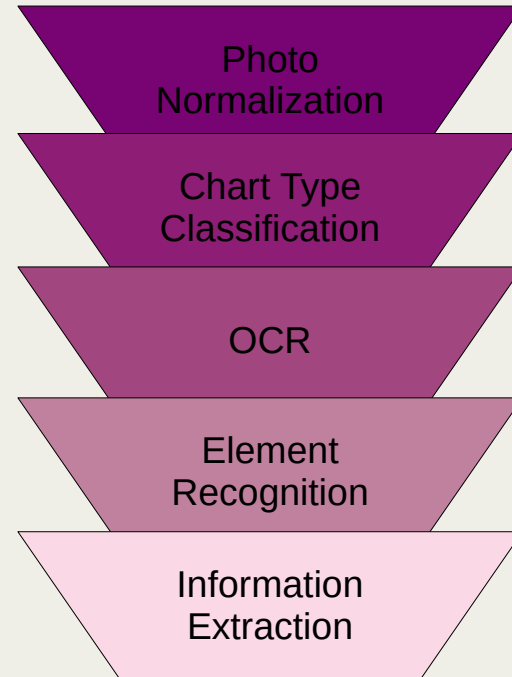 Photo
Normalization
Chart Type
Classification
OCR
Element
Recognition
Information
Extraction